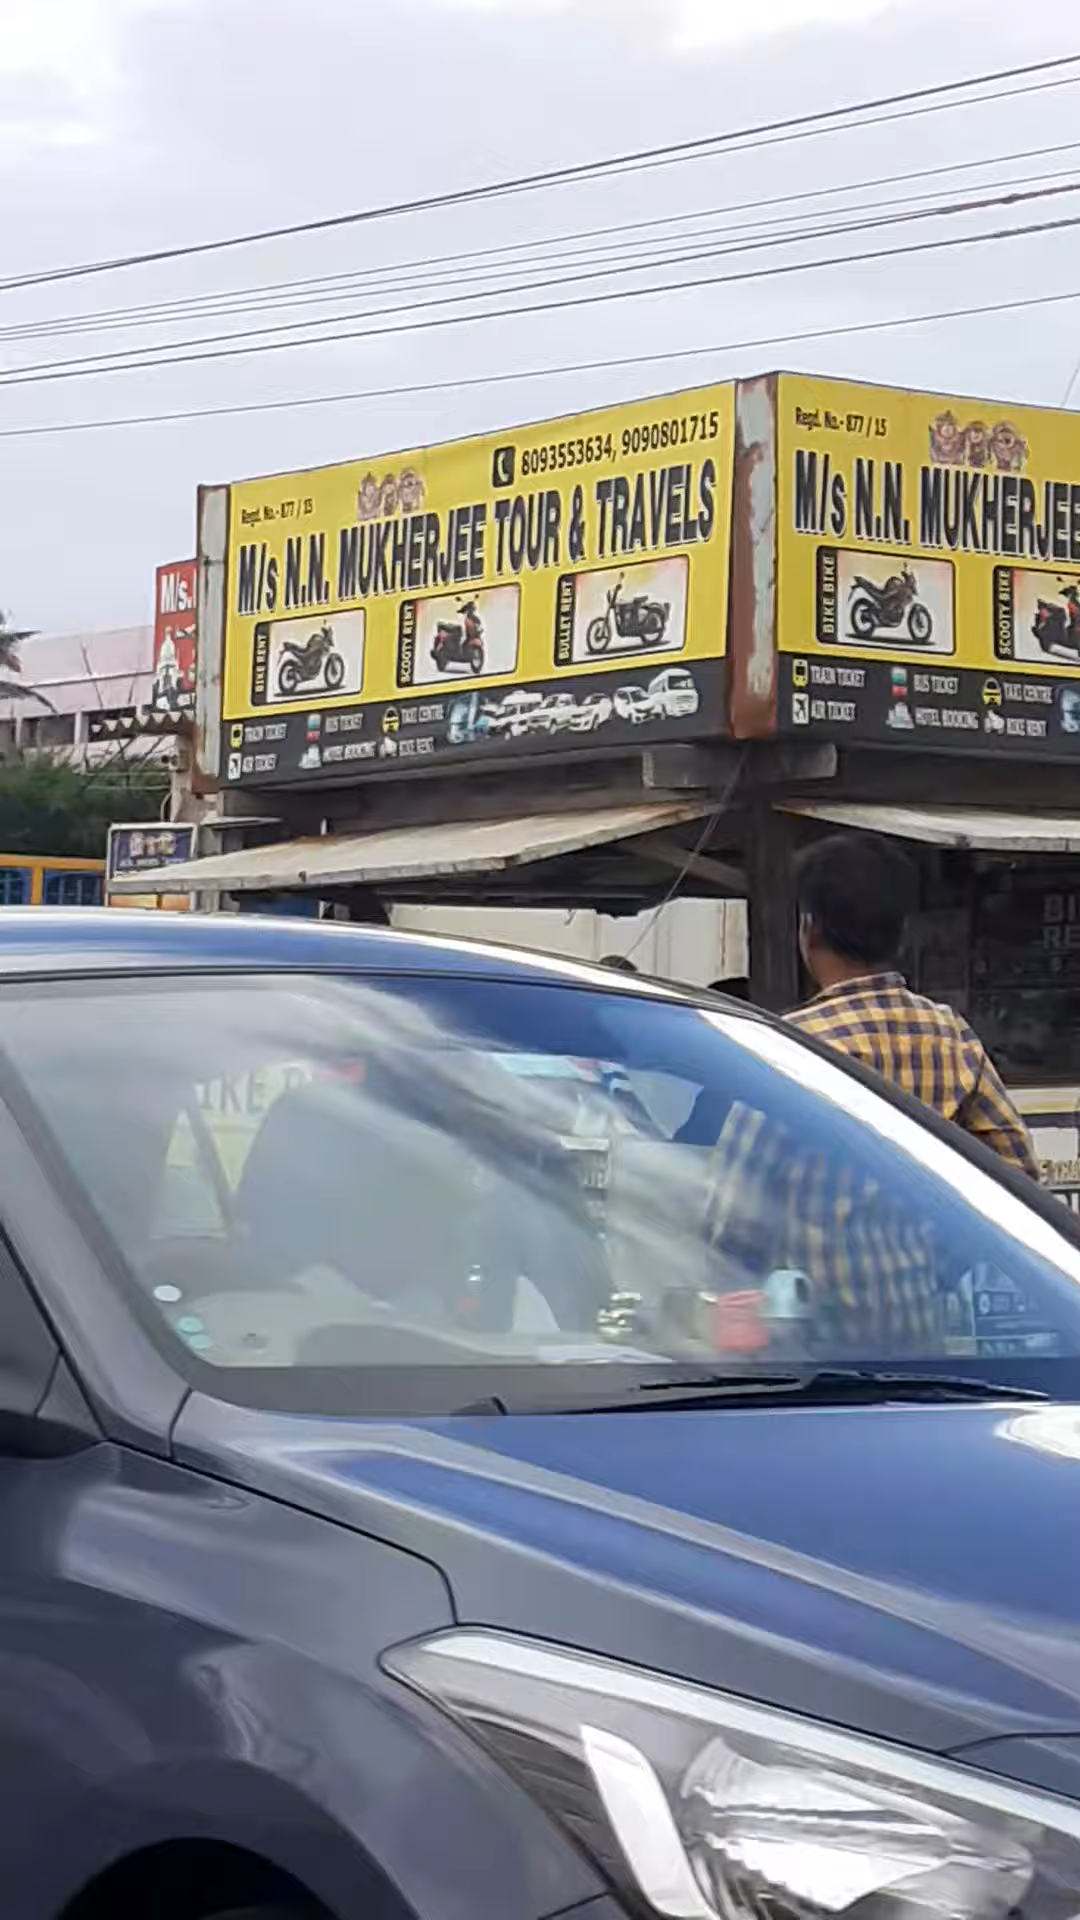 8093553634, 9090801715
Regd. No.- 877 / 15
M/s N.N. MUKHERJEE TOUR & TRAVELS
BIKE RENT
SCOOTY RENT
BULLET RENT
TRAIN TICKET
BUS TICKET
TAXI CENTRE
AIR TICKET
HOTEL BOOKING
BIKE RENT
Regd. No.- 877 / 15
M/s N.N. MUKHERJEE
BIKE BIKE
SCOOTY BIKE
TRAIN TICKET
BUS TICKET
TAXI CENTRE
AIR TICKET
HOTEL BOOKING
BIKE RENT
M/s.
BI
RE